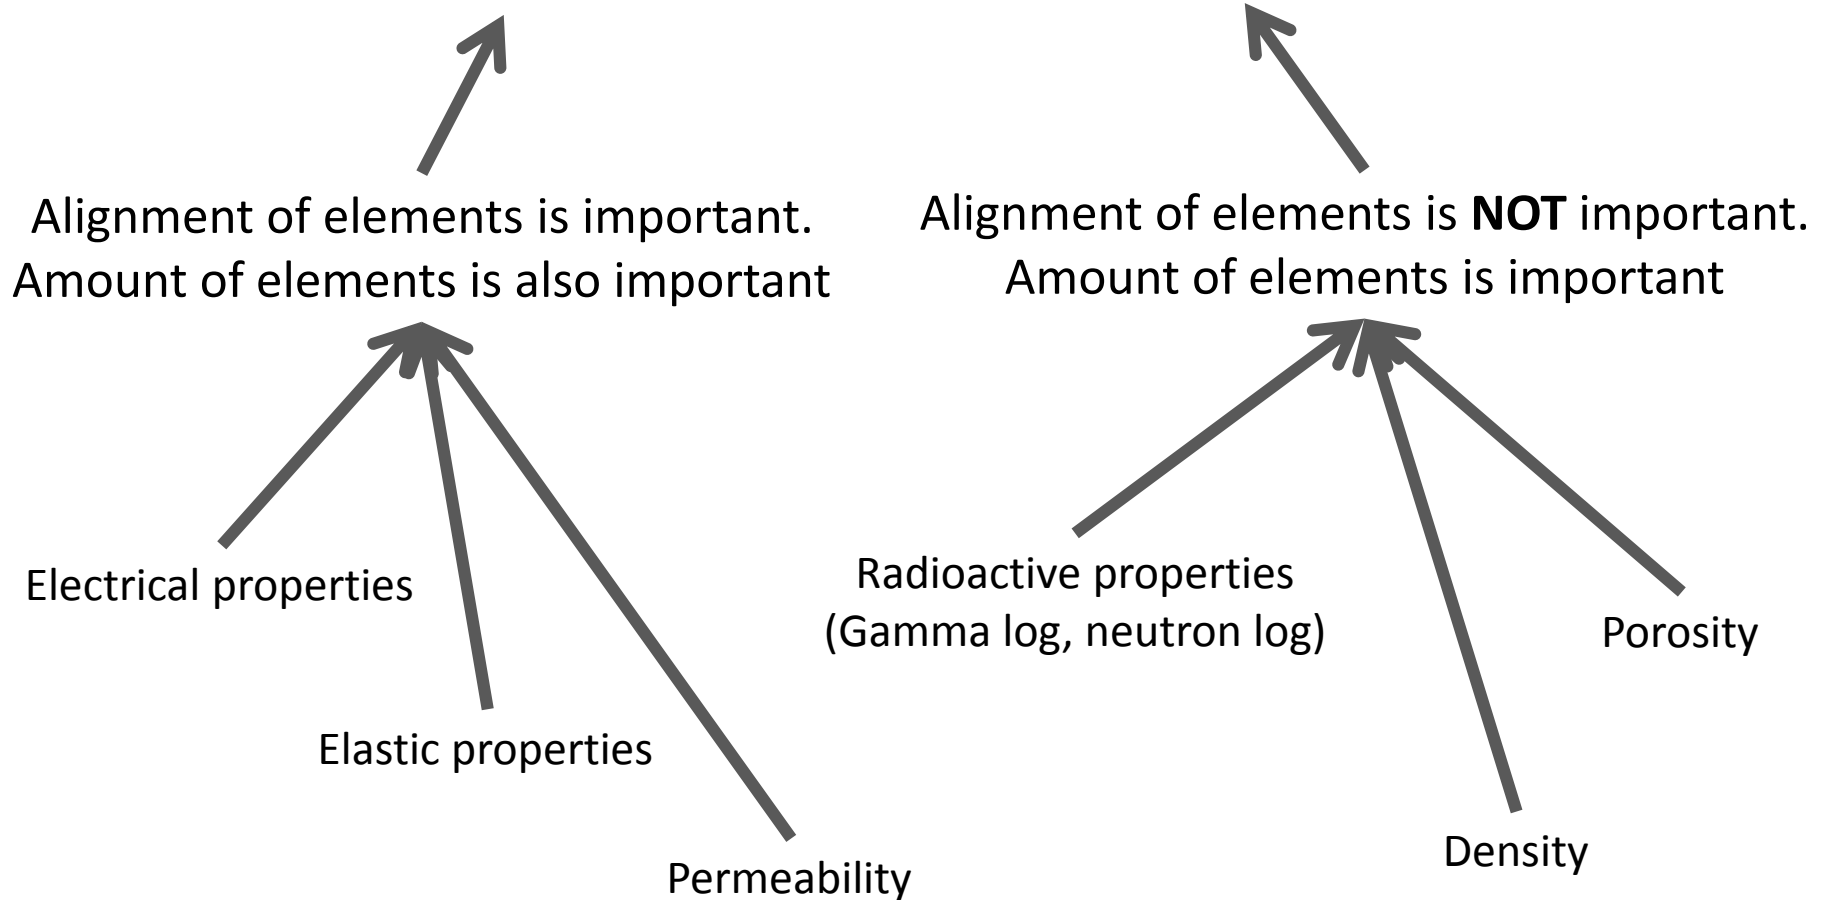 Alignment of elements is important.
Amount of elements is also important
Alignment of elements is NOT important.
Amount of elements is important
Electrical properties
Elastic properties
Permeability
Radioactive properties
(Gamma log, neutron log)
Porosity
Density